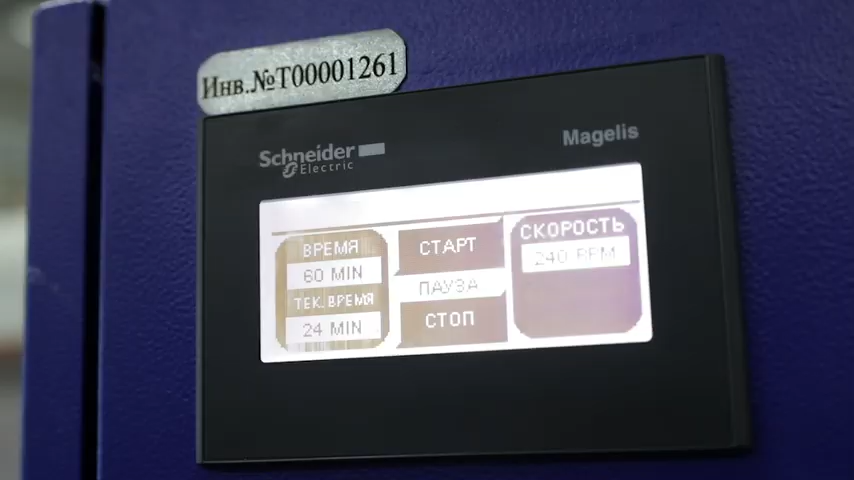 Инв.№Т00001261
Schneider
Electric
Magelis
ВРЕМЯ
60 MIN
ТЕК. ВРЕМЯ
24 MIN
СТАРТ
ПАУЗА
СТОП
СКОРОСТЬ
240 RPM